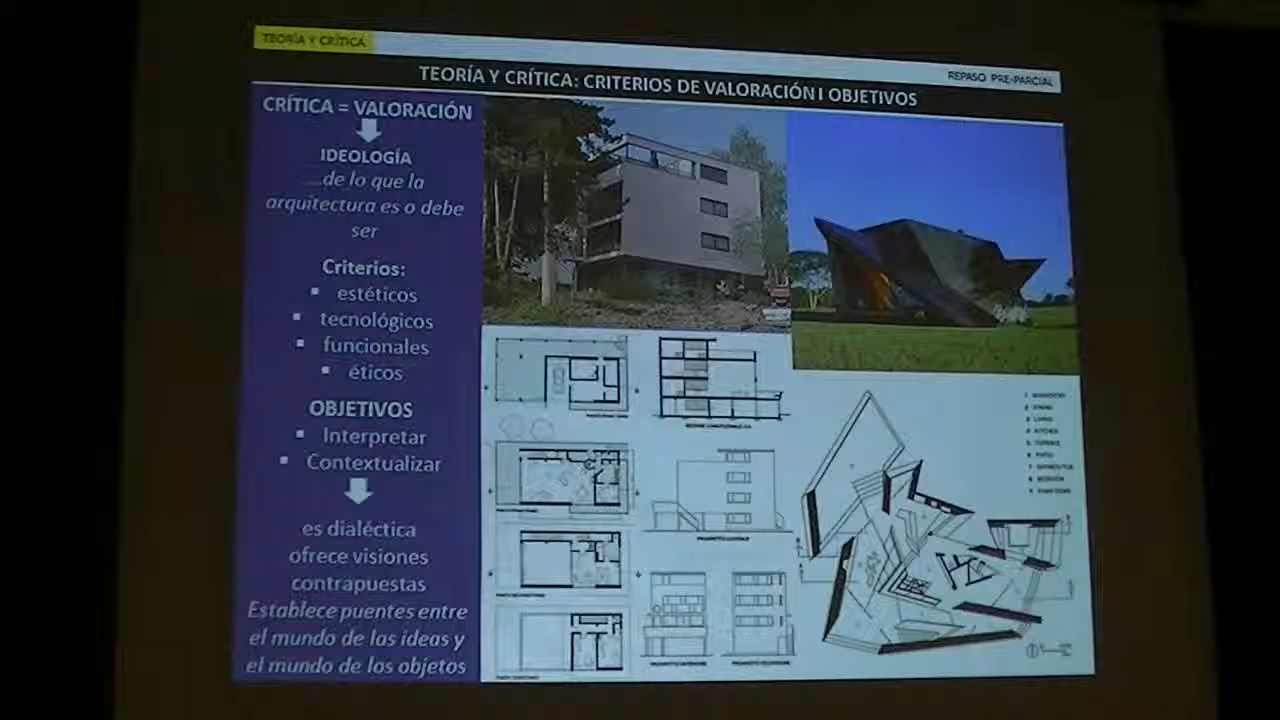 TEORÍA Y CRÍTICA
REPASO PRE-PARCIAL
TEORÍA Y CRÍTICA: CRITERIOS DE VALORACIÓN I OBJETIVOS
CRÍTICA = VALORACIÓN
IDEOLOGÍA
...de lo que la
arquitectura es o debe
ser
Criterios:
▪ estéticos
▪ tecnológicos
▪ funcionales
▪ éticos
OBJETIVOS
▪ Interpretar
▪ Contextualizar
es dialéctica
ofrece visiones
contrapuestas
Establece puentes entre
el mundo de las ideas y
el mundo de los objetos